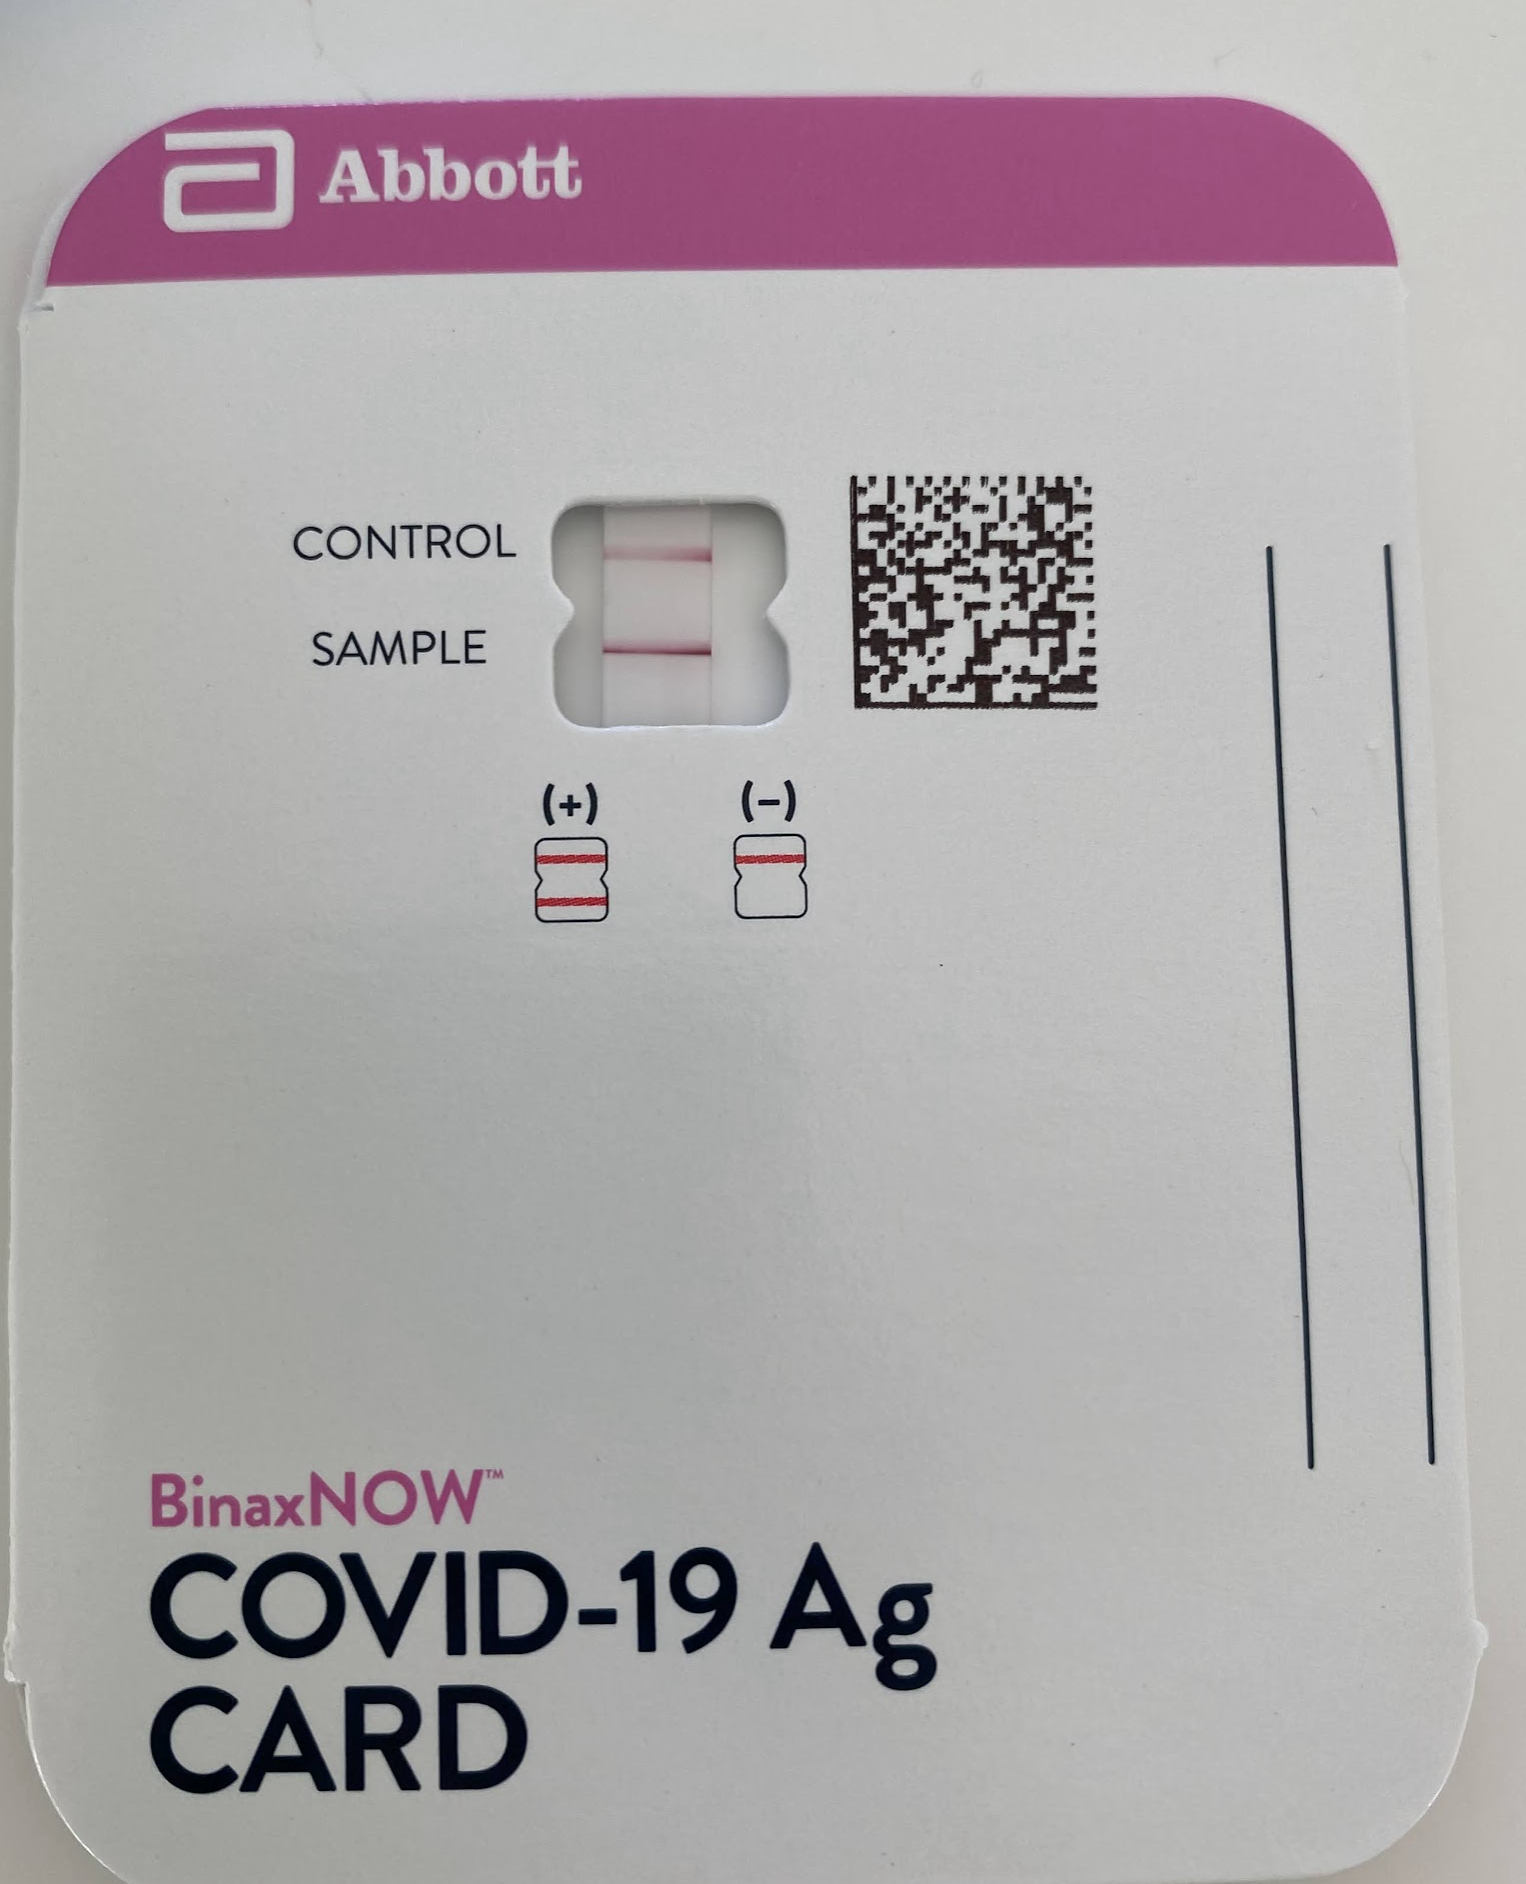 Abbott
CONTROL
SAMPLE
(+) (-)
BinaxNOW™
COVID-19 Ag
CARD